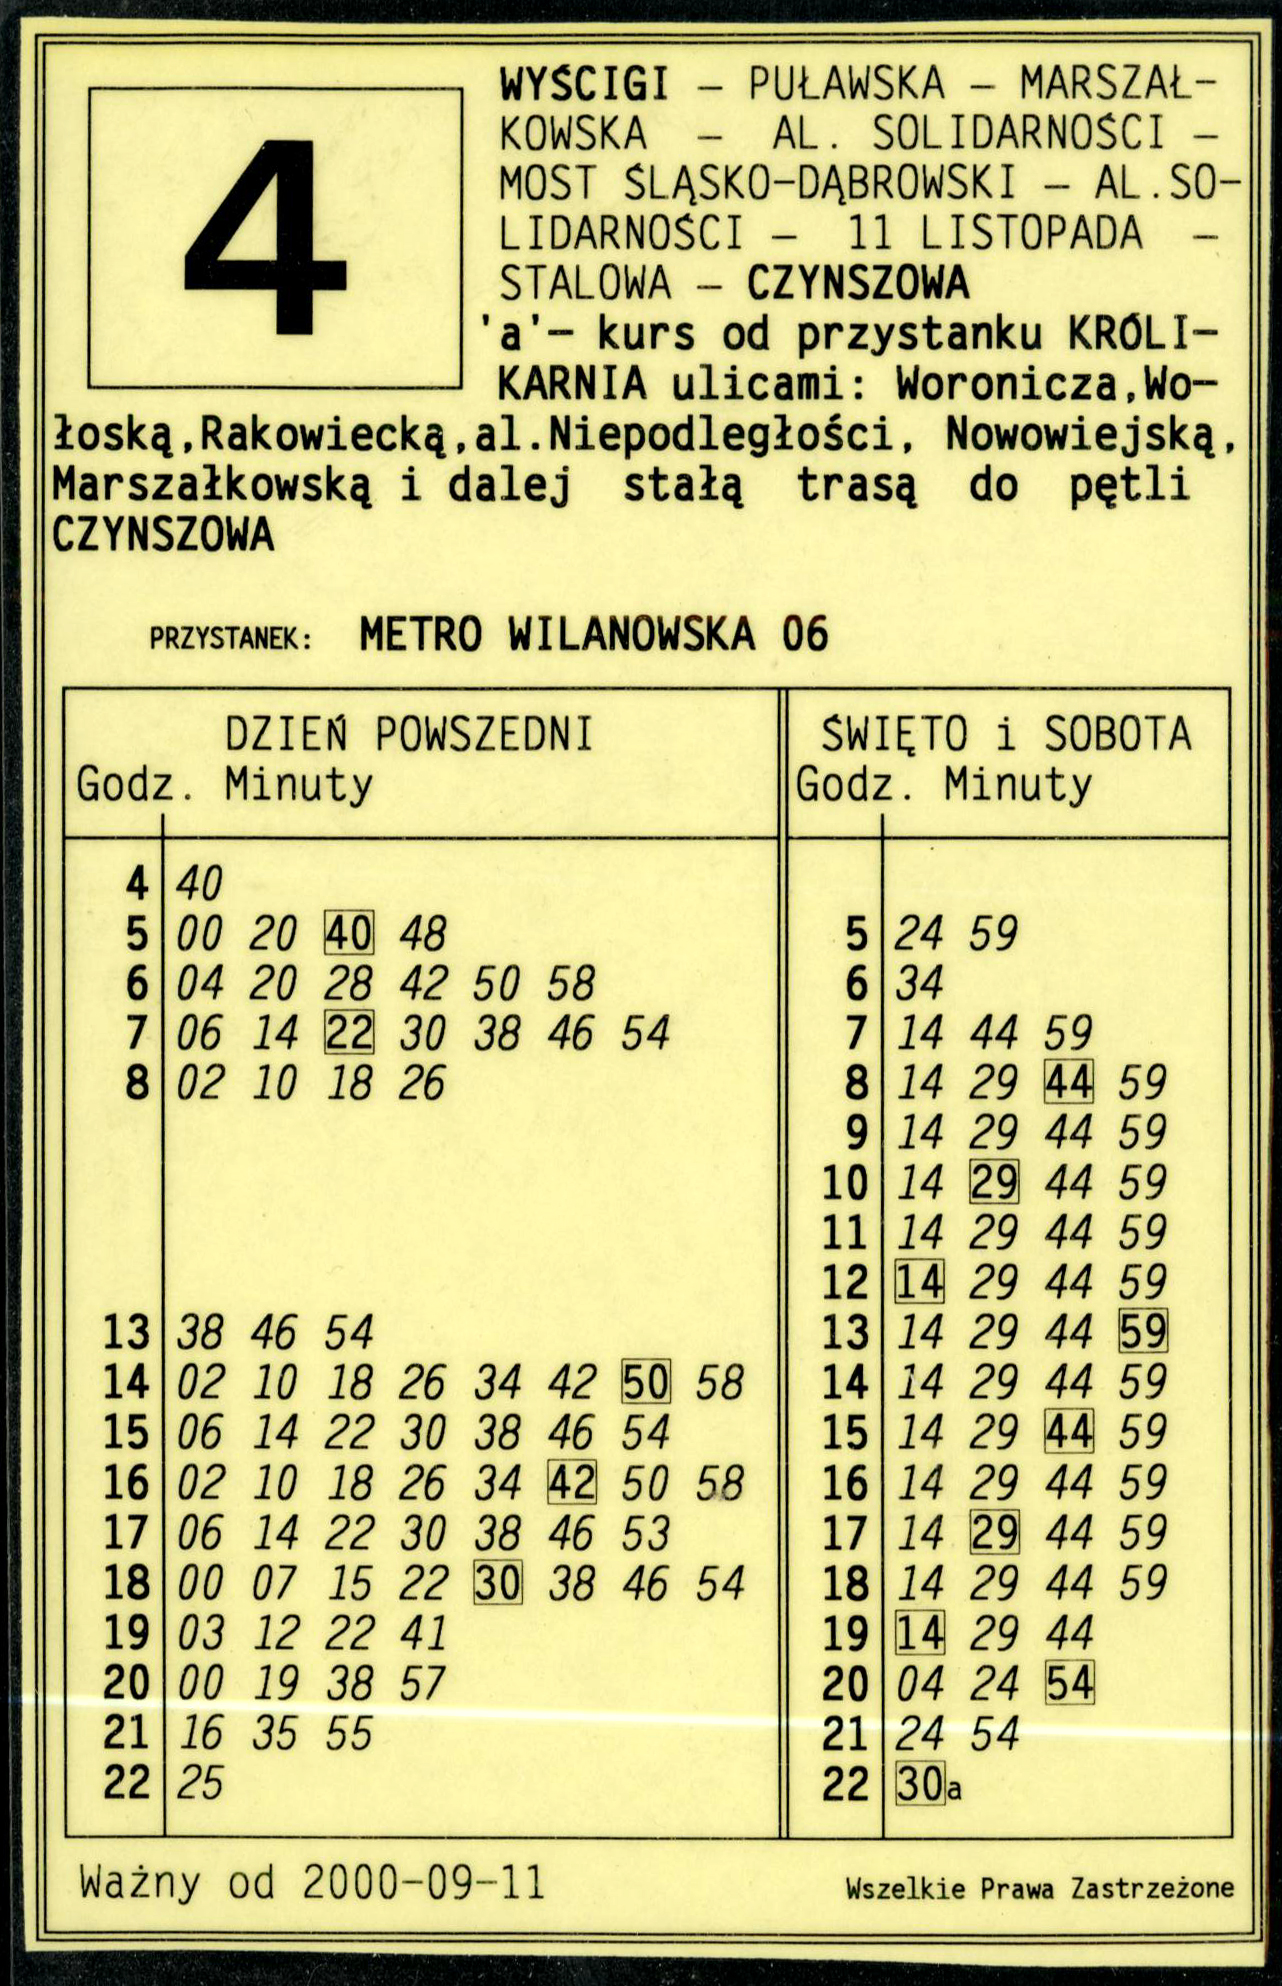 4
WYŚCIGI – PUŁAWSKA – MARSZAŁ-
KOWSKA – AL. SOLIDARNOŚCI –
MOST ŚLĄSKO-DĄBROWSKI – AL.SO-
LIDARNOŚCI – 11 LISTOPADA –
STALOWA – CZYNSZOWA
'a'– kurs od przystanku KRÓLI-
KARNIA ulicami: Woronicza,Wo-
łoską,Rakowiecką,al.Niepodległości, Nowowiejską,
Marszałkowską i dalej stałą trasą do pętli
CZYNSZOWA
PRZYSTANEK: METRO WILANOWSKA 06
DZIEŃ POWSZEDNI
Godz. Minuty
4 40
5 00 20 40 48
6 04 20 28 42 50 58
7 06 14 22 30 38 46 54
8 02 10 18 26
13 38 46 54
14 02 10 18 26 34 42 50 58
15 06 14 22 30 38 46 54
16 02 10 18 26 34 42 50 58
17 06 14 22 30 38 46 53
18 00 07 15 22 30 38 46 54
19 03 12 22 41
20 00 19 38 57
21 16 35 55
22 25
ŚWIĘTO i SOBOTA
Godz. Minuty
5 24 59
6 34
7 14 44 59
8 14 29 44 59
9 14 29 44 59
10 14 29 44 59
11 14 29 44 59
12 14 29 44 59
13 14 29 44 59
14 14 29 44 59
15 14 29 44 59
16 14 29 44 59
17 14 29 44 59
18 14 29 44 59
19 14 29 44
20 04 24 54
21 24 54
22 30a
Ważny od 2000-09-11
Wszelkie Prawa Zastrzeżone